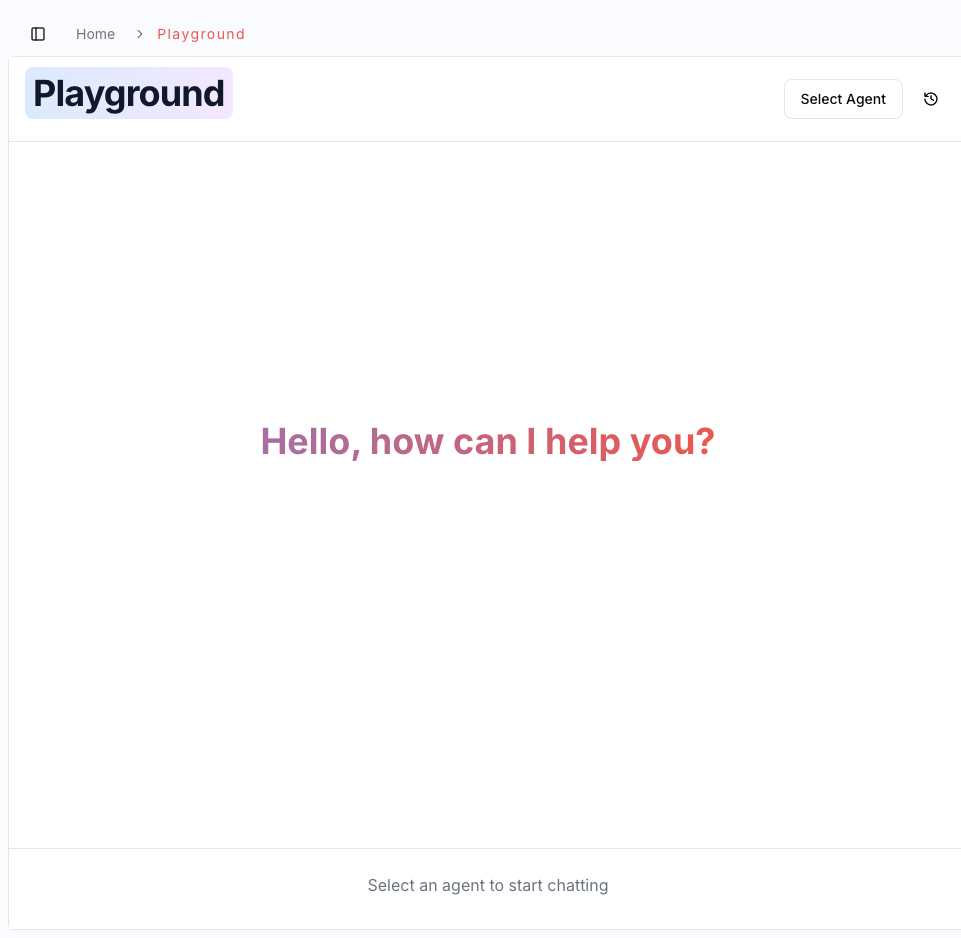 Home > Playground
Playground
Select Agent
Hello, how can I help you?
Select an agent to start chatting